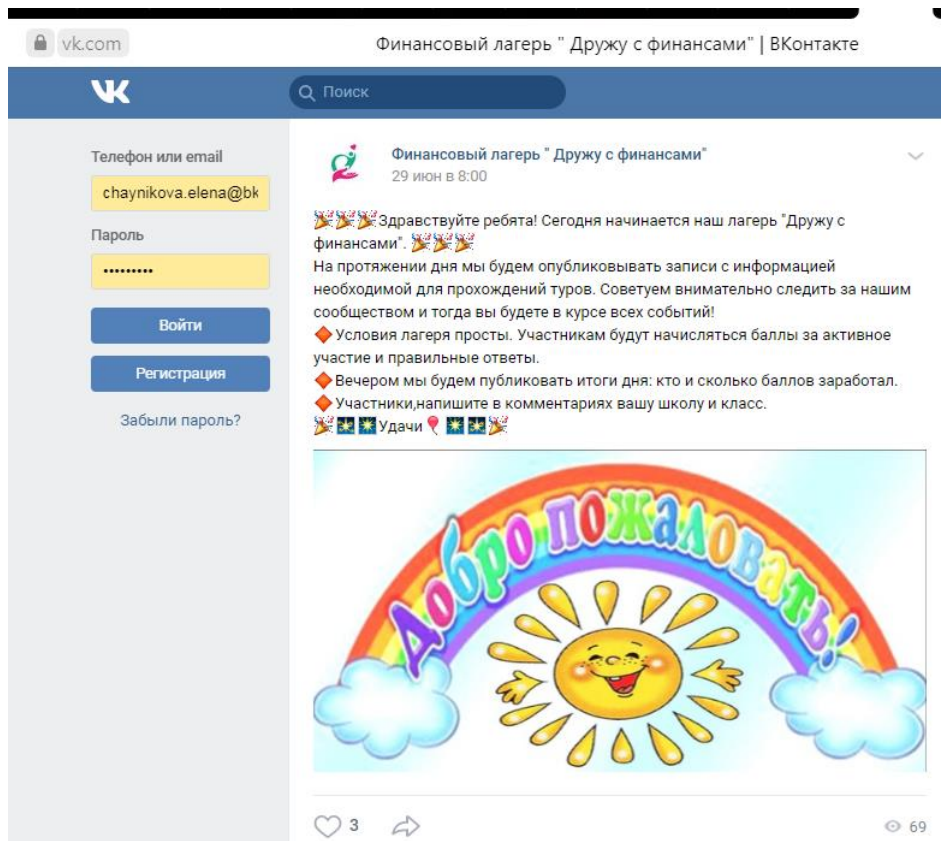 vk.com
Финансовый лагерь " Дружу с финансами" | ВКонтакте
Поиск
Телефон или email
chaynikova.elena@bk
Пароль
•••••••••
Войти
Регистрация
Забыли пароль?
Финансовый лагерь " Дружу с финансами"
29 июн в 8:00
🎉🎉🎉Здравствуйте ребята! Сегодня начинается наш лагерь "Дружу с
финансами". 🎉🎉🎉
На протяжении дня мы будем опубликовывать записи с информацией
необходимой для прохождений туров. Советуем внимательно следить за нашим
сообществом и тогда вы будете в курсе всех событий!
🔸Условия лагеря просты. Участникам будут начисляться баллы за активное
участие и правильные ответы.
🔸Вечером мы будем публиковать итоги дня: кто и сколько баллов заработал.
🔸Участники,напишите в комментариях вашу школу и класс.
🎉🎇🎇Удачи🎈🎇🎇🎉
Добро пожаловать!
3
69